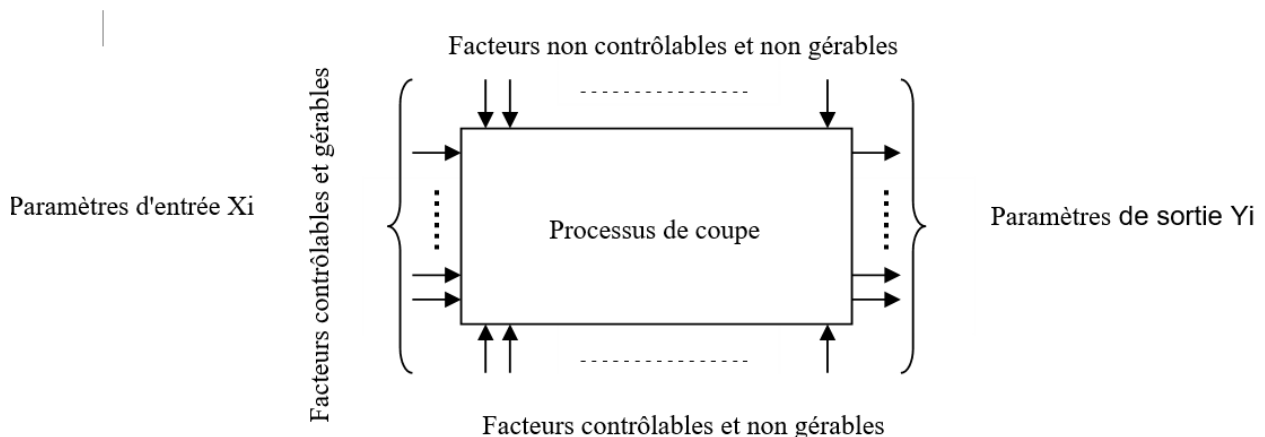 Facteurs non contrôlables et non gérables
Facteurs contrôlables et gérables
Paramètres d'entrée Xi
Processus de coupe
Paramètres de sortie Yi
Facteurs contrôlables et non gérables